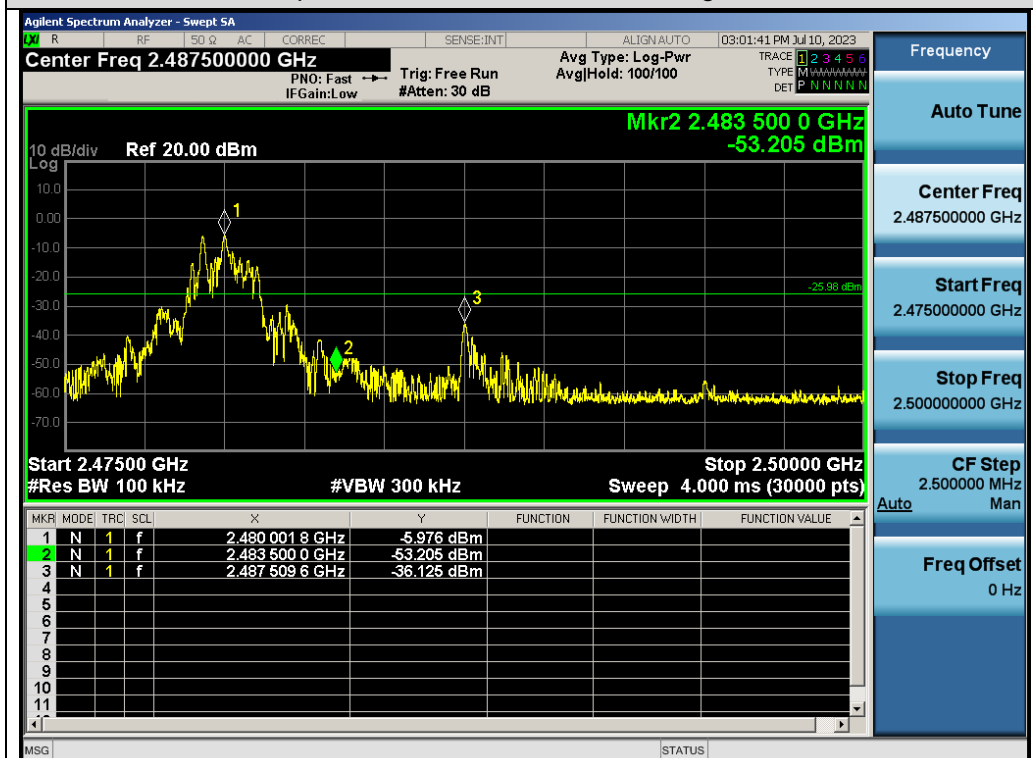 Agilent Spectrum Analyzer - Swept SA
LXI R RF 50 Ω AC CORREC SENSE:INT ALIGN AUTO 03:01:41 PM Jul 10, 2023
Center Freq 2.487500000 GHz
PNO: Fast
IFGain:Low
Trig: Free Run
#Atten: 30 dB
Avg Type: Log-Pwr
Avg|Hold: 100/100
TRACE 1 2 3 4 5 6
TYPE M
DET P N N N N N
Mkr2 2.483 500 0 GHz
-53.205 dBm
10 dB/div Ref 20.00 dBm
Log
10.0
0.00
-10.0
-20.0
-30.0
-40.0
-50.0
-60.0
-70.0
1
2
3
-25.98 dBm
Start 2.47500 GHz Stop 2.50000 GHz
#Res BW 100 kHz #VBW 300 kHz Sweep 4.000 ms (30000 pts)
MKR MODE TRC SCL X Y FUNCTION FUNCTION WIDTH FUNCTION VALUE
1 N 1 f 2.480 001 8 GHz -5.976 dBm
2 N 1 f 2.483 500 0 GHz -53.205 dBm
3 N 1 f 2.487 509 6 GHz -36.125 dBm
4
5
6
7
8
9
10
11
MSG STATUS
Frequency
Auto Tune
Center Freq
2.487500000 GHz
Start Freq
2.475000000 GHz
Stop Freq
2.500000000 GHz
CF Step
2.500000 MHz
Auto Man
Freq Offset
0 Hz